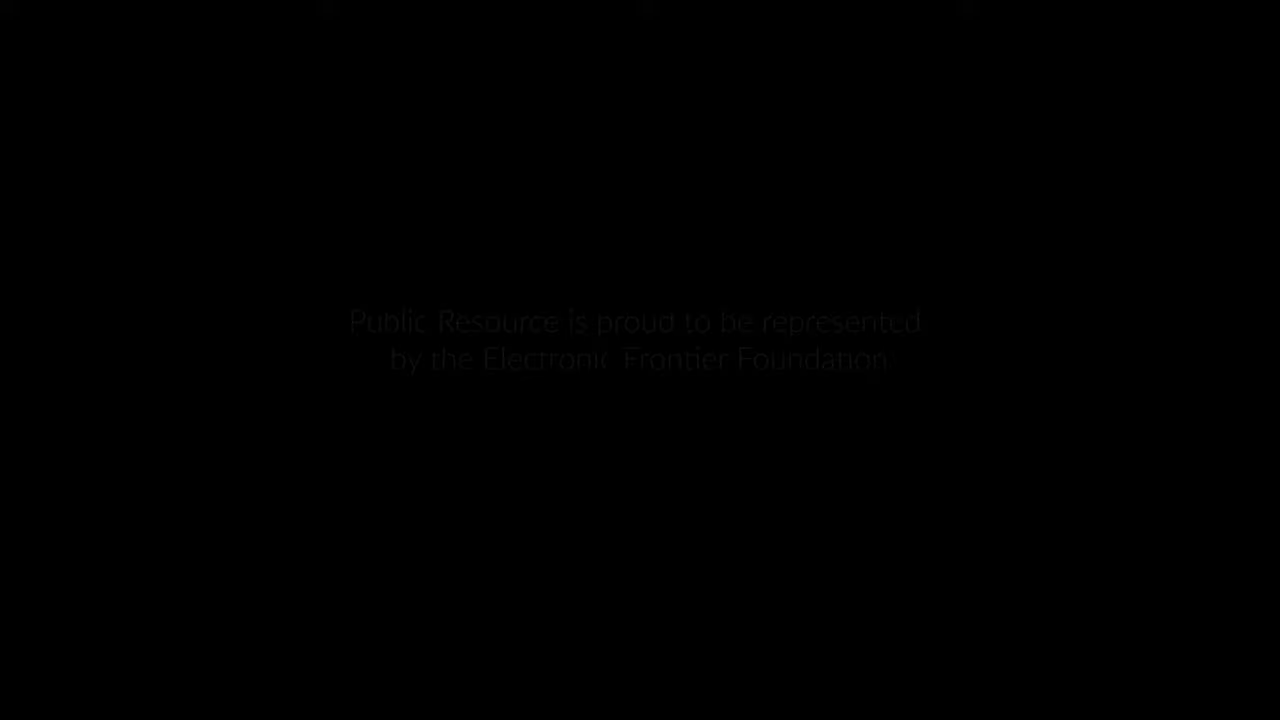 Public Resource is proud to be represented
by the Electronic Frontier Foundation